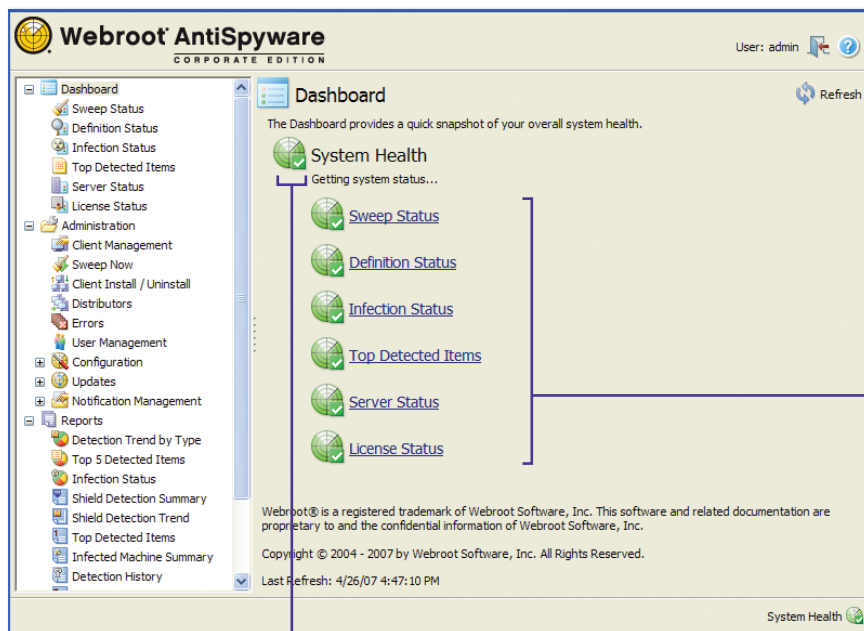 Webroot® AntiSpyware
CORPORATE EDITION
User: admin
Dashboard
Sweep Status
Definition Status
Infection Status
Top Detected Items
Server Status
License Status
Administration
Client Management
Sweep Now
Client Install / Uninstall
Distributors
Errors
User Management
Configuration
Updates
Notification Management
Reports
Detection Trend by Type
Top 5 Detected Items
Infection Status
Shield Detection Summary
Shield Detection Trend
Top Detected Items
Infected Machine Summary
Detection History
Dashboard
Refresh
The Dashboard provides a quick snapshot of your overall system health.
System Health
Getting system status...
Sweep Status
Definition Status
Infection Status
Top Detected Items
Server Status
License Status
Webroot® is a registered trademark of Webroot Software, Inc. This software and related documentation are
proprietary to and the confidential information of Webroot Software, Inc.
Copyright © 2004 - 2007 by Webroot Software, Inc. All Rights Reserved.
Last Refresh: 4/26/07 4:47:10 PM
System Health